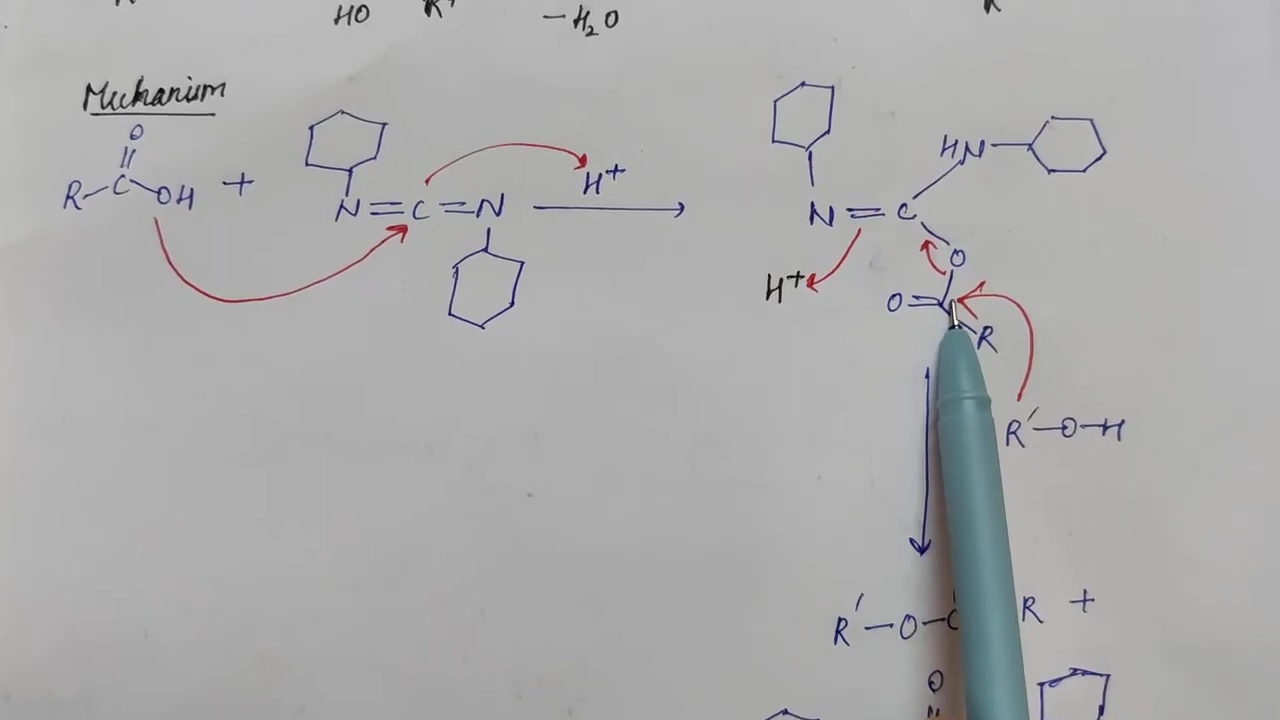 HO R' -H₂O R
Mechanism
O
||
R-C-OH + N=C=N H⁺
HN
N=C
O
H⁺
O= R
R'-O-H
R'-O-C R +
O
||